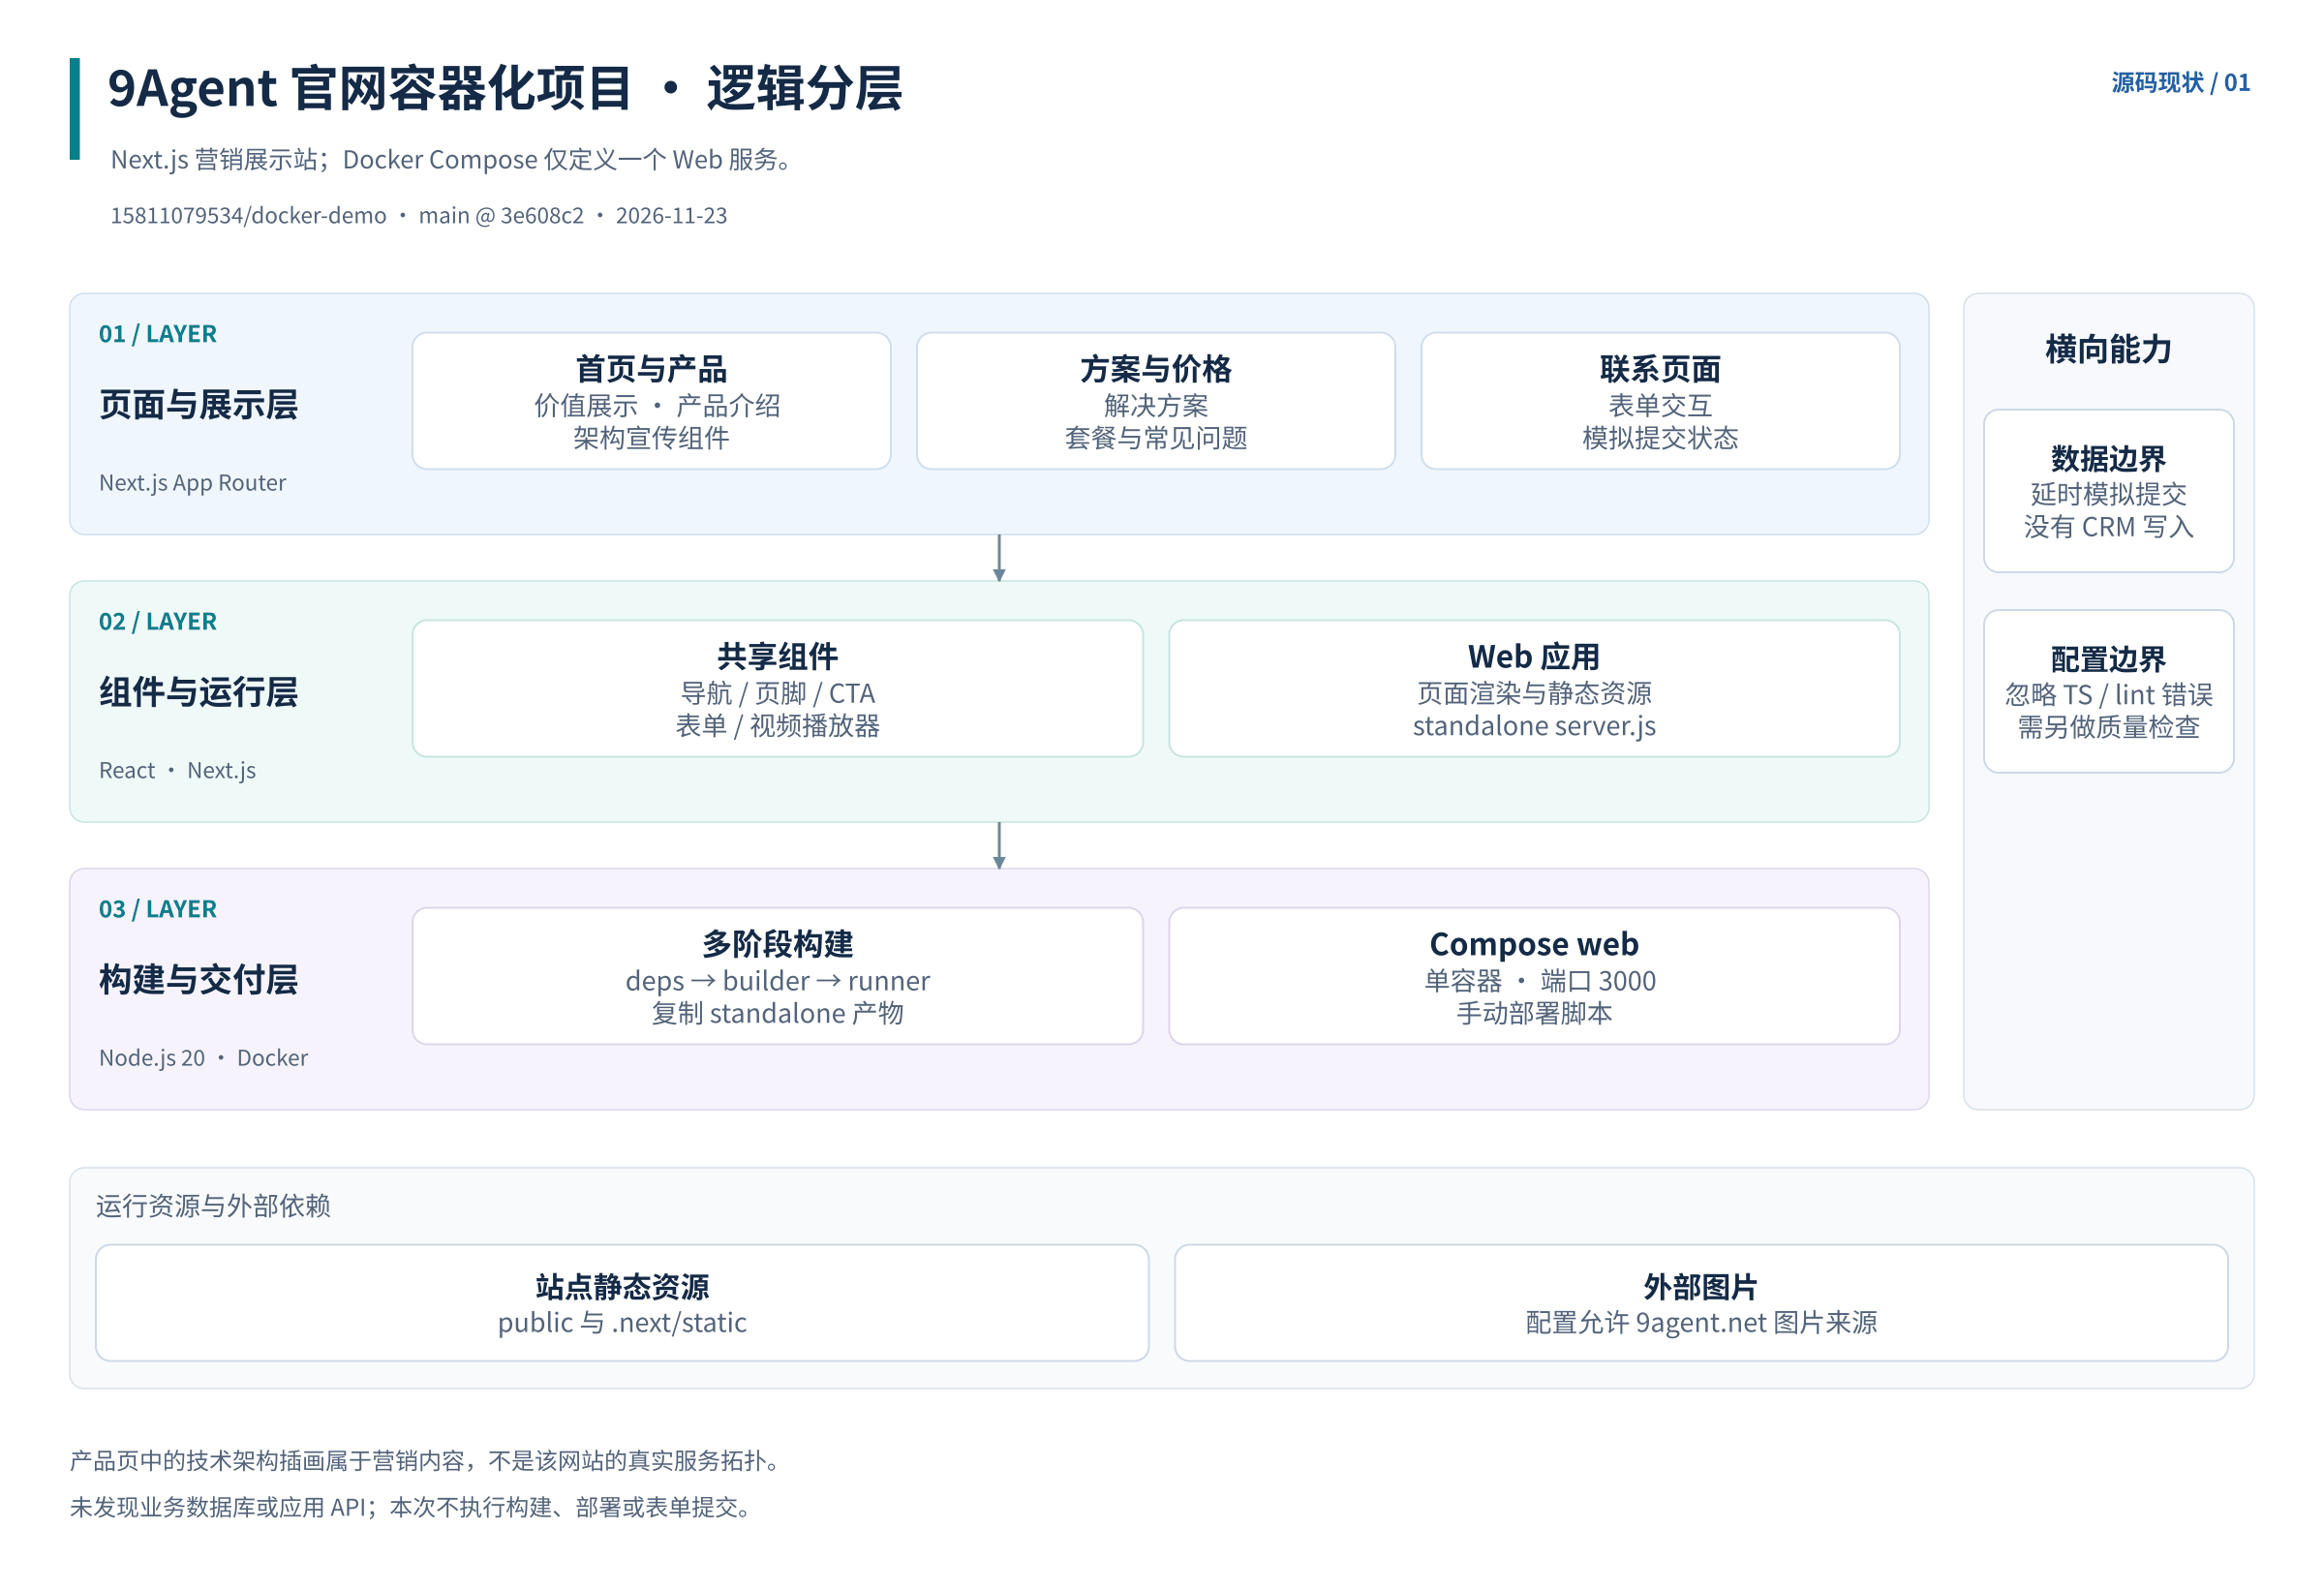 9Agent 官网容器化项目 · 逻辑分层
源码现状 / 01
Next.js 营销展示站；Docker Compose 仅定义一个 Web 服务。
15811079534/docker-demo · main @ 3e608c2 · 2026-11-23
01 / LAYER
页面与展示层
Next.js App Router
首页与产品
价值展示 · 产品介绍
架构宣传组件
方案与价格
解决方案
套餐与常见问题
联系页面
表单交互
模拟提交状态
横向能力
数据边界
延时模拟提交
没有 CRM 写入
配置边界
忽略 TS / lint 错误
需另做质量检查
02 / LAYER
组件与运行层
React · Next.js
共享组件
导航 / 页脚 / CTA
表单 / 视频播放器
Web 应用
页面渲染与静态资源
standalone server.js
03 / LAYER
构建与交付层
Node.js 20 · Docker
多阶段构建
deps → builder → runner
复制 standalone 产物
Compose web
单容器 · 端口 3000
手动部署脚本
运行资源与外部依赖
站点静态资源
public 与 .next/static
外部图片
配置允许 9agent.net 图片来源
产品页中的技术架构插画属于营销内容，不是该网站的真实服务拓扑。
未发现业务数据库或应用 API；本次不执行构建、部署或表单提交。